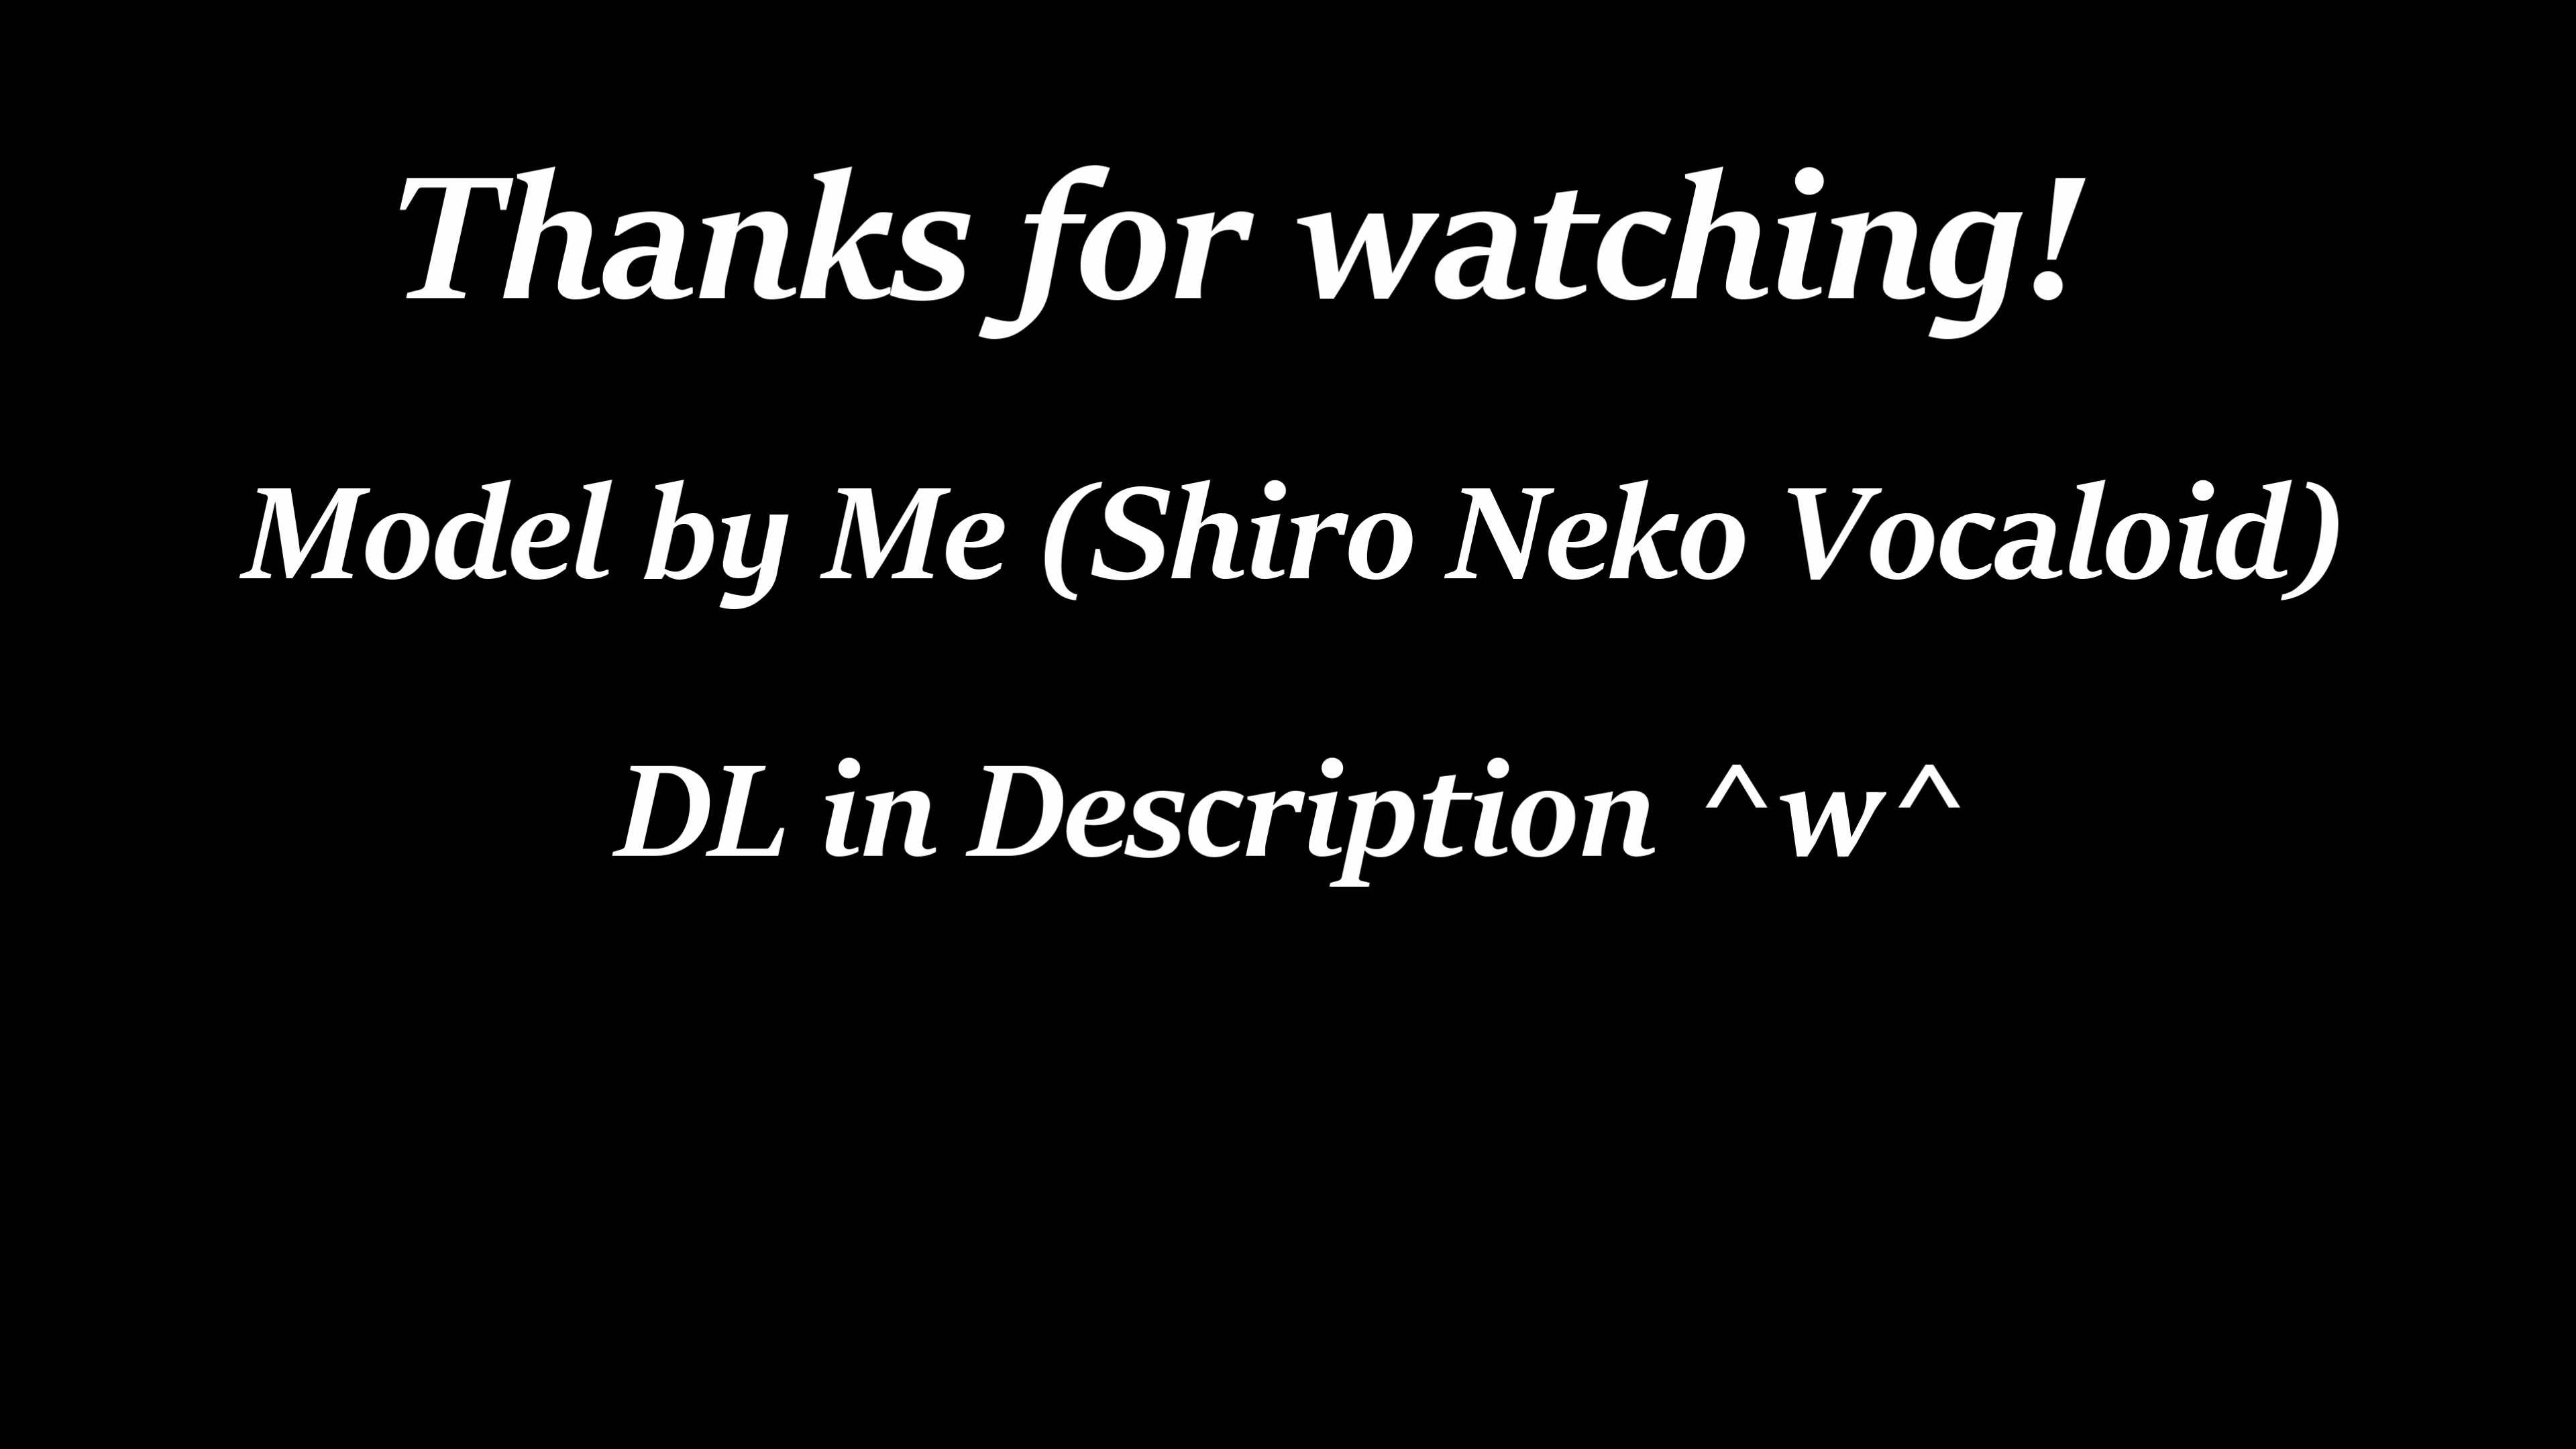 Thanks for watching!
Model by Me (Shiro Neko Vocaloid)
DL in Description ^w^